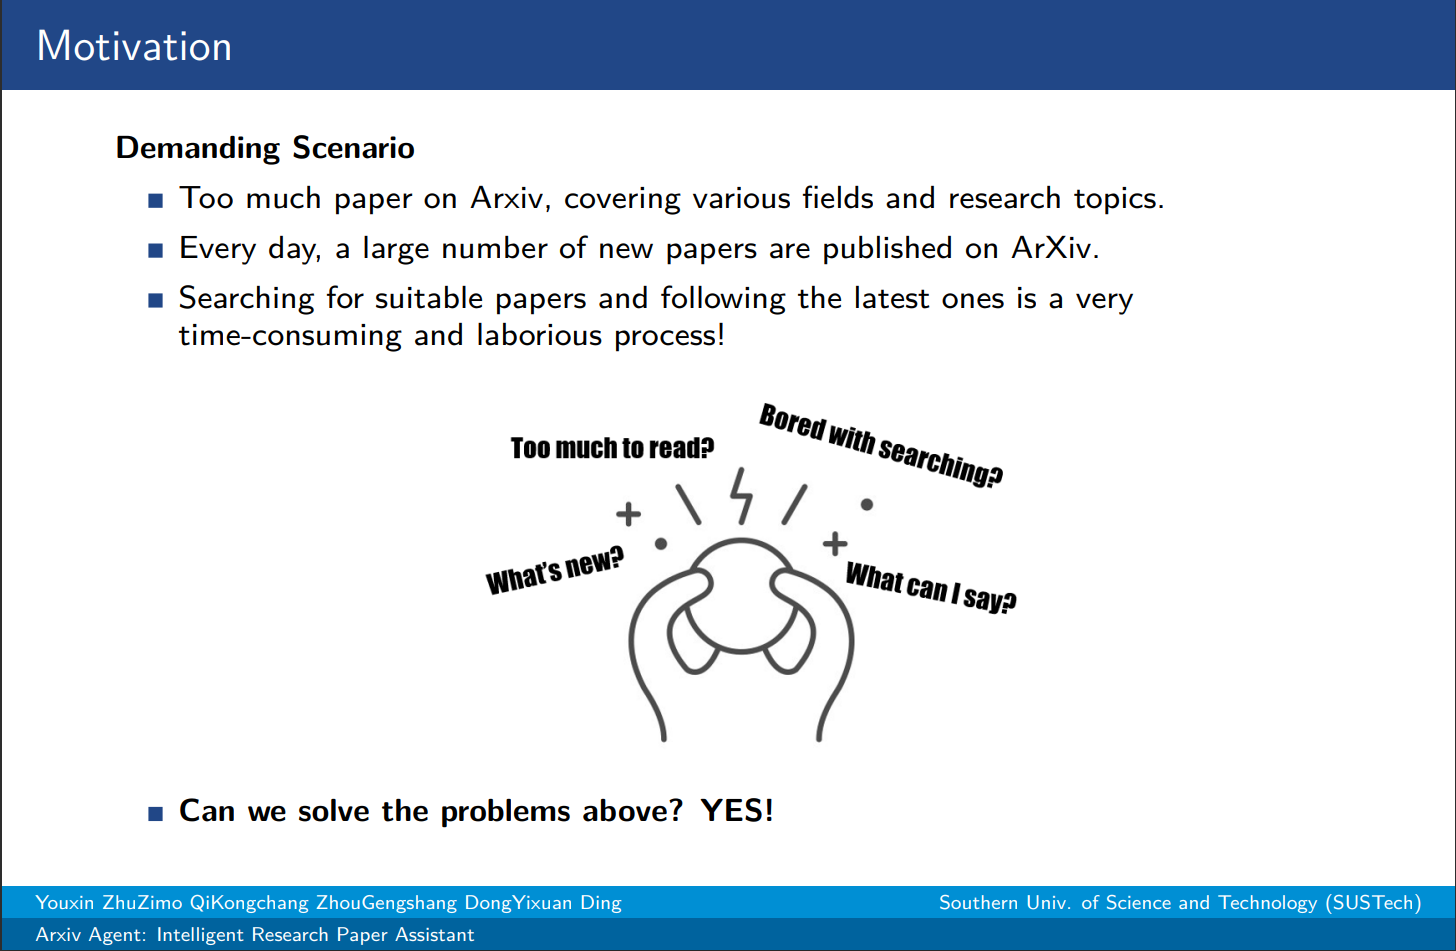 Motivation
Demanding Scenario
Too much paper on Arxiv, covering various fields and research topics.
Every day, a large number of new papers are published on ArXiv.
Searching for suitable papers and following the latest ones is a very
time-consuming and laborious process!
Too much to read?
Bored with searching?
What's new?
What can I say?
Can we solve the problems above? YES!
Youxin ZhuZimo QiKongchang ZhouGengshang DongYixuan Ding
Southern Univ. of Science and Technology (SUSTech)
Arxiv Agent: Intelligent Research Paper Assistant